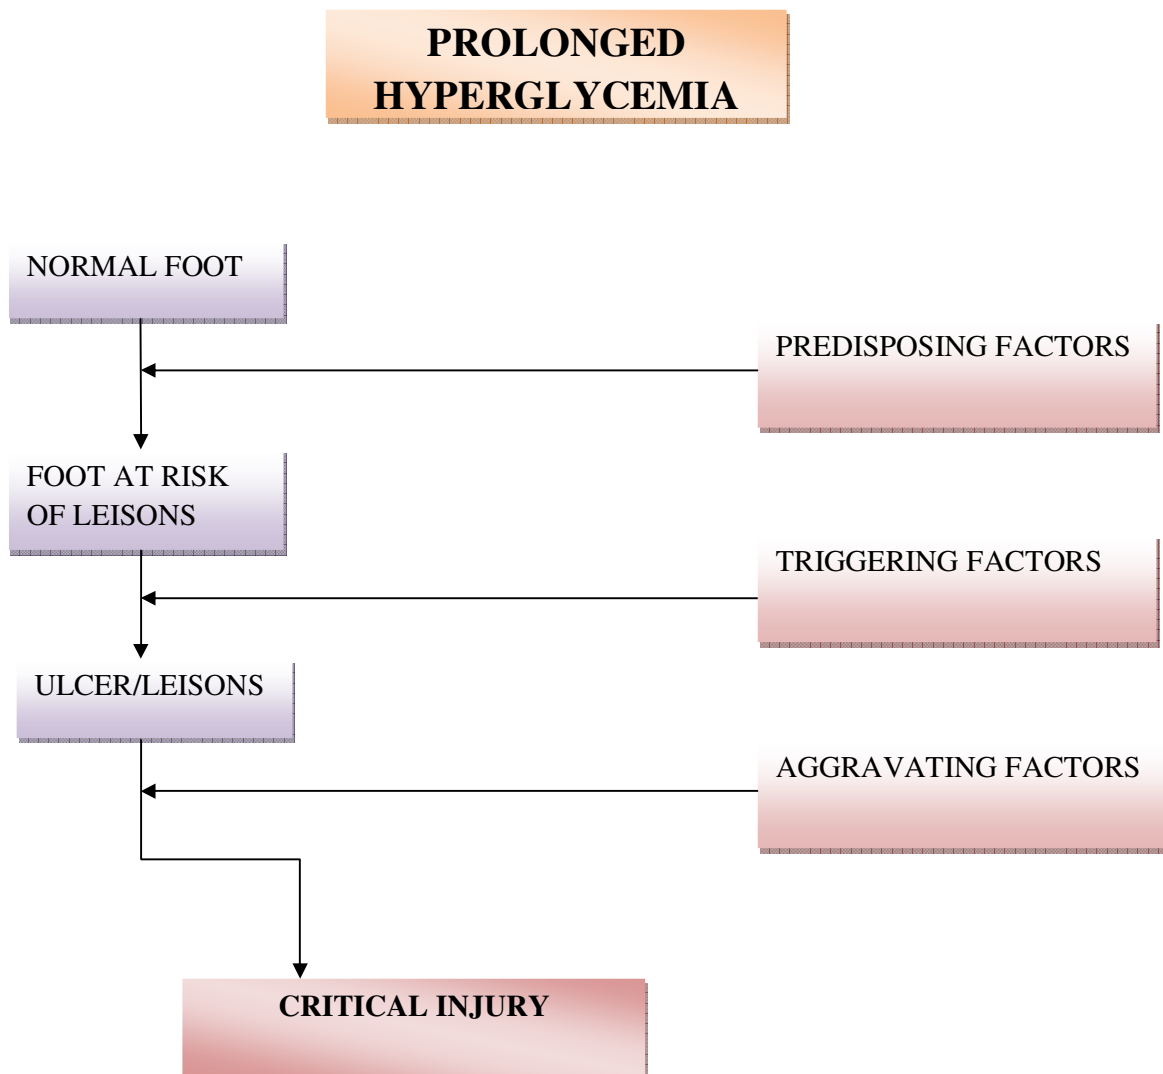 PROLONGED
HYPERGLYCEMIA
NORMAL FOOT
PREDISPOSING FACTORS
FOOT AT RISK
OF LEISONS
TRIGGERING FACTORS
ULCER/LEISONS
AGGRAVATING FACTORS
CRITICAL INJURY